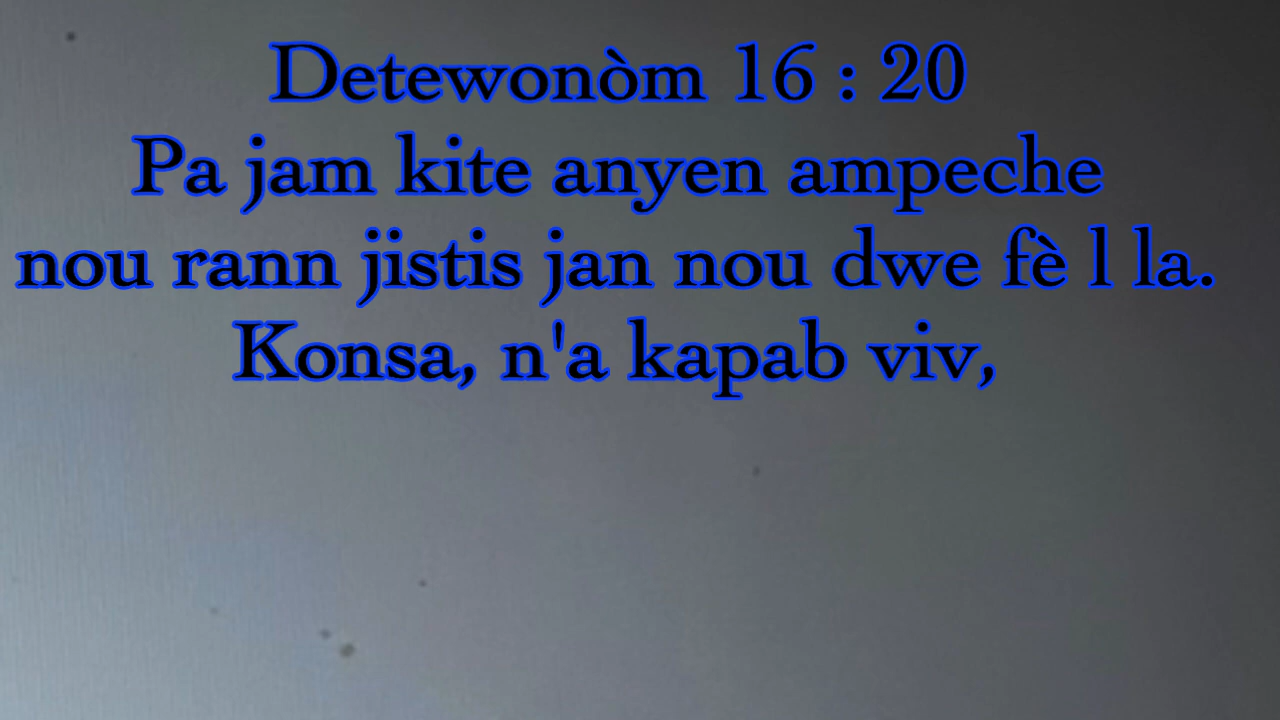 Detewonòm 16 : 20
Pa jam kite anyen ampeche
nou rann jistis jan nou dwe fè l la.
Konsa, n'a kapab viv,